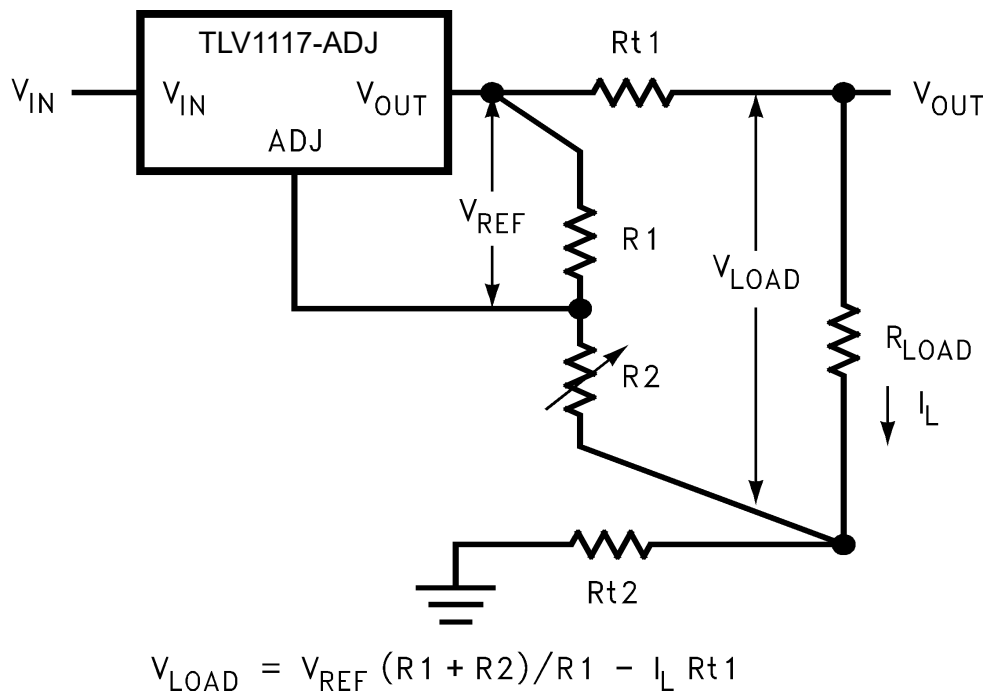 TLV1117-ADJ
Rt1
VIN
VIN
VOUT
VOUT
ADJ
VREF
R1
VLOAD
R2
RLOAD
IL
Rt2
VLOAD = VREF (R1 + R2)/R1 - IL Rt1